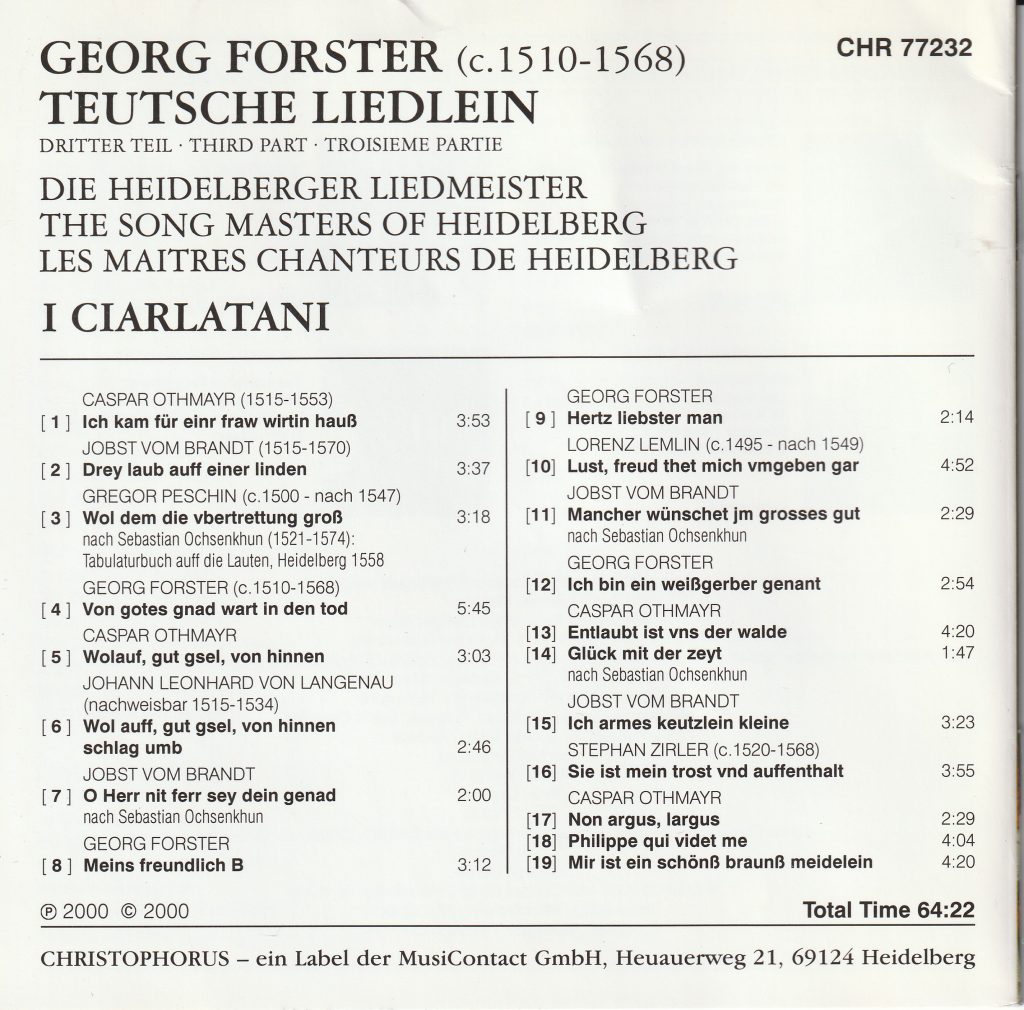 GEORG FORSTER (c.1510-1568)
CHR 77232
TEUTSCHE LIEDLEIN
DRITTER TEIL · THIRD PART · TROISIEME PARTIE
DIE HEIDELBERGER LIEDMEISTER
THE SONG MASTERS OF HEIDELBERG
LES MAITRES CHANTEURS DE HEIDELBERG
I CIARLATANI
CASPAR OTHMAYR (1515-1553)
[ 1 ] Ich kam für einr fraw wirtin hauß 3:53
JOBST VOM BRANDT (1515-1570)
[ 2 ] Drey laub auff einer linden 3:37
GREGOR PESCHIN (c.1500 - nach 1547)
[ 3 ] Wol dem die vbertrettung groß 3:18
nach Sebastian Ochsenkhun (1521-1574):
Tabulaturbuch auff die Lauten, Heidelberg 1558
GEORG FORSTER (c.1510-1568)
[ 4 ] Von gotes gnad wart in den tod 5:45
CASPAR OTHMAYR
[ 5 ] Wolauf, gut gsel, von hinnen 3:03
JOHANN LEONHARD VON LANGENAU
(nachweisbar 1515-1534)
[ 6 ] Wol auff, gut gsel, von hinnen
schlag umb 2:46
JOBST VOM BRANDT
[ 7 ] O Herr nit ferr sey dein genad 2:00
nach Sebastian Ochsenkhun
GEORG FORSTER
[ 8 ] Meins freundlich B 3:12
GEORG FORSTER
[ 9 ] Hertz liebster man 2:14
LORENZ LEMLIN (c.1495 - nach 1549)
[10] Lust, freud thet mich vmgeben gar 4:52
JOBST VOM BRANDT
[11] Mancher wünschet jm grosses gut 2:29
nach Sebastian Ochsenkhun
GEORG FORSTER
[12] Ich bin ein weißgerber genant 2:54
CASPAR OTHMAYR
[13] Entlaubt ist vns der walde 4:20
[14] Glück mit der zeyt 1:47
nach Sebastian Ochsenkhun
JOBST VOM BRANDT
[15] Ich armes keutzlein kleine 3:23
STEPHAN ZIRLER (c.1520-1568)
[16] Sie ist mein trost vnd auffenthalt 3:55
CASPAR OTHMAYR
[17] Non argus, largus 2:29
[18] Philippe qui videt me 4:04
[19] Mir ist ein schönß braunß meidelein 4:20
℗ 2000 © 2000
Total Time 64:22
CHRISTOPHORUS – ein Label der MusiContact GmbH, Heuauerweg 21, 69124 Heidelberg